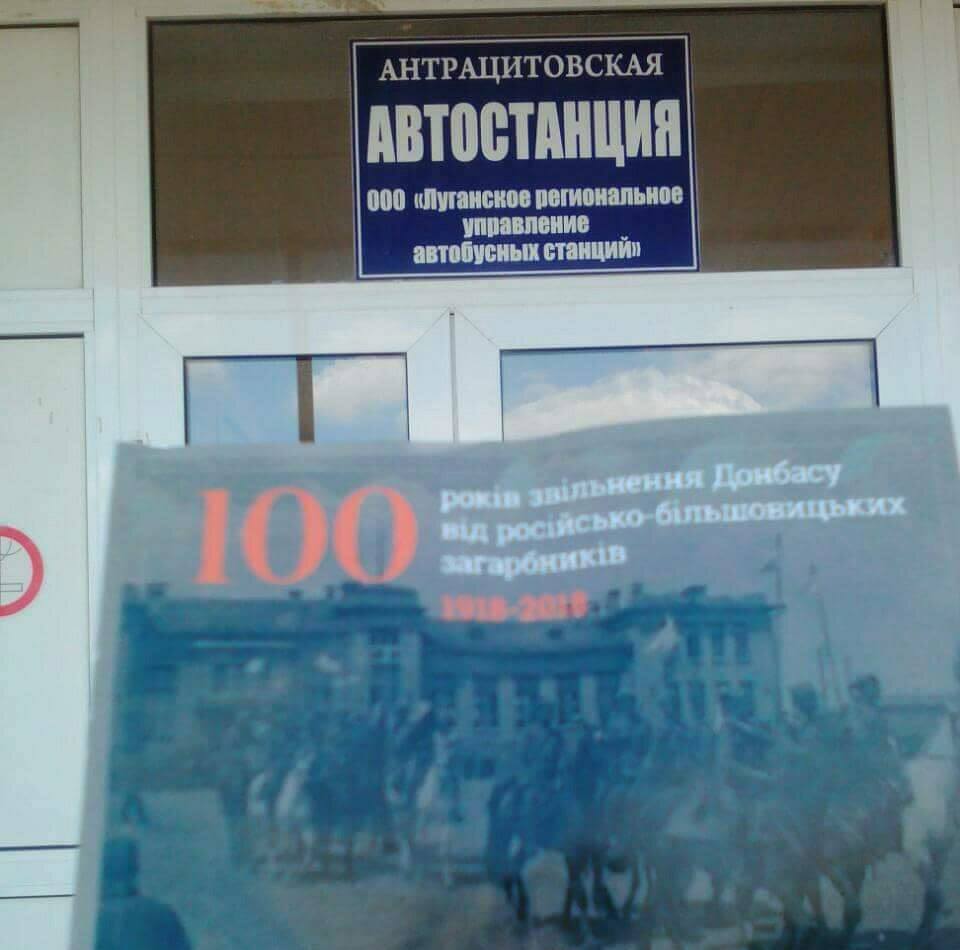 АНТРАЦИТОВСКАЯ
АВТОСТАНЦИЯ
ООО «Луганское региональное
управление
автобусных станций»
100
років звільнення Донбасу
від російсько-більшовицьких
загарбників
1918-2018